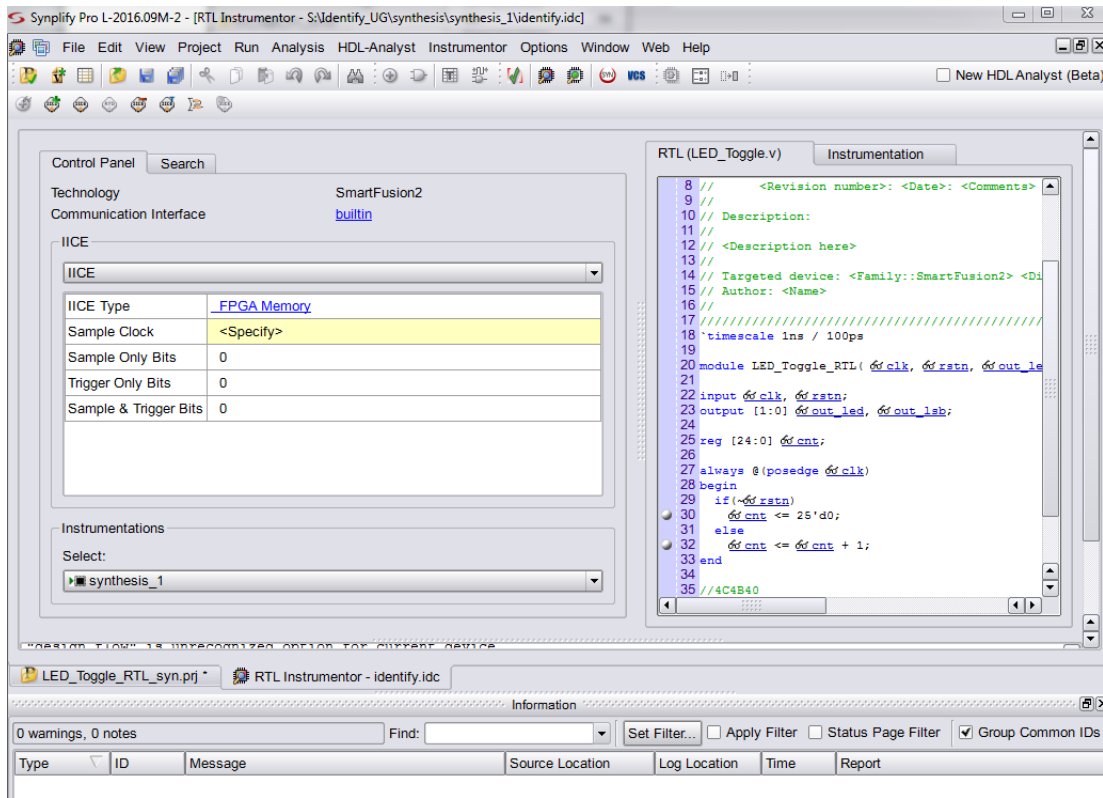 Synplify Pro L-2016.09M-2 - [RTL Instrumentor - S:\Identify_UG\synthesis\synthesis_1\identify.idc]
File Edit View Project Run Analysis HDL-Analyst Instrumentor Options Window Web Help
New HDL Analyst (Beta)
Control Panel Search
Technology SmartFusion2
Communication Interface builtin
IICE
IICE
IICE Type FPGA Memory
Sample Clock <Specify>
Sample Only Bits 0
Trigger Only Bits 0
Sample & Trigger Bits 0
Instrumentations
Select:
synthesis_1
RTL (LED_Toggle.v) Instrumentation
8 // <Revision number>: <Date>: <Comments>
9 //
10 // Description:
11 //
12 // <Description here>
13 //
14 // Targeted device: <Family::SmartFusion2> <Di
15 // Author: <Name>
16 //
17 ///////////////////////////////////////////////
18 `timescale 1ns / 100ps
19
20 module LED_Toggle_RTL( clk, rstn, out_le
21
22 input clk, rstn;
23 output [1:0] out_led, out_lsb;
24
25 reg [24:0] cnt;
26
27 always @(posedge clk)
28 begin
29 if(~rstn)
30 cnt <= 25'd0;
31 else
32 cnt <= cnt + 1;
33 end
34
35 //4C4B40
"design flow" is unrecognized option for current device
LED_Toggle_RTL_syn.prj * RTL Instrumentor - identify.idc
Information
0 warnings, 0 notes Find: Set Filter... Apply Filter Status Page Filter Group Common IDs
Type ID Message Source Location Log Location Time Report